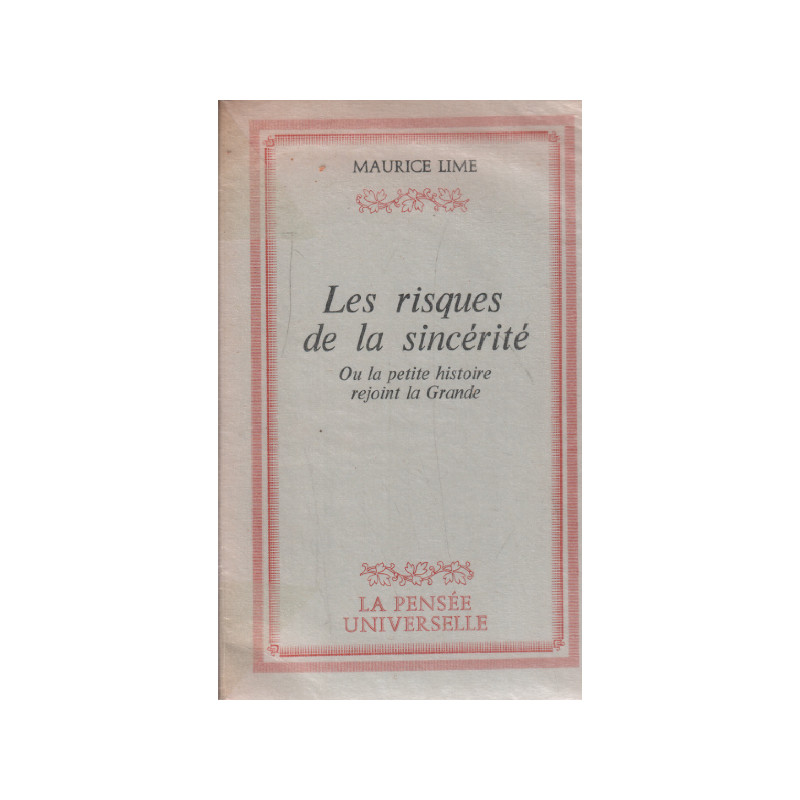 MAURICE LIME
Les risques
de la sincérité
Ou la petite histoire
rejoint la Grande
LA PENSÉE
UNIVERSELLE